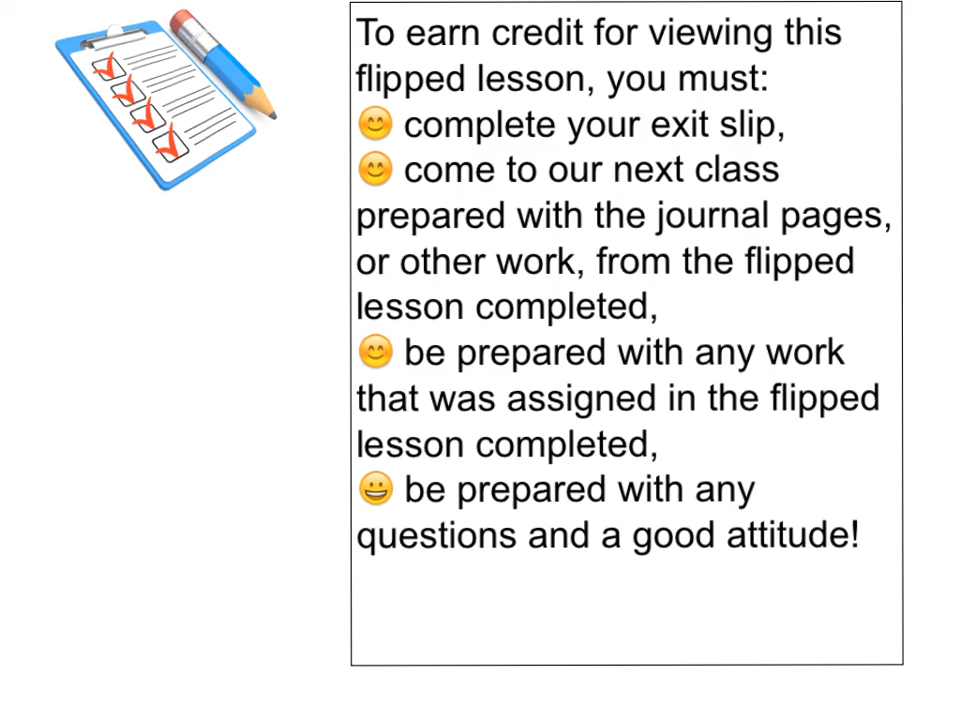 To earn credit for viewing this
flipped lesson, you must:
😊 complete your exit slip,
😊 come to our next class
prepared with the journal pages,
or other work, from the flipped
lesson completed,
😊 be prepared with any work
that was assigned in the flipped
lesson completed,
😀 be prepared with any
questions and a good attitude!